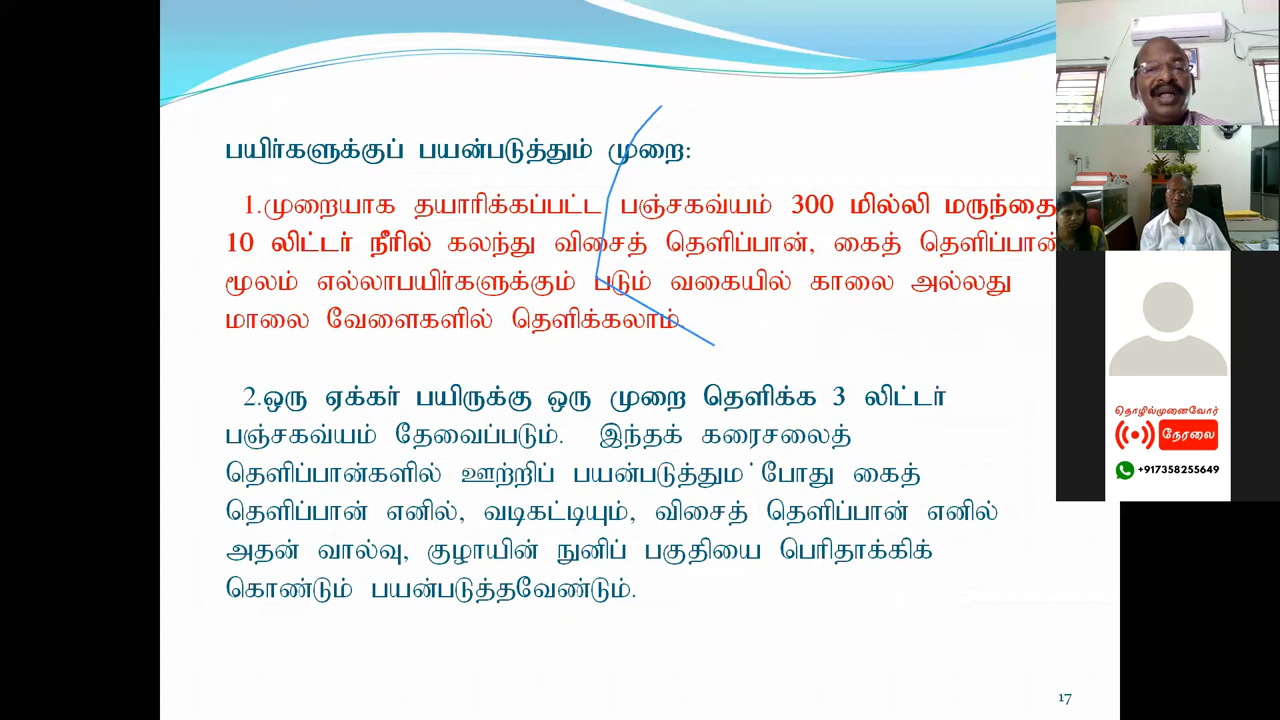 பயிர்களுக்குப் பயன்படுத்தும் முறை:
1.முறையாக தயாரிக்கப்பட்ட பஞ்சகவ்யம் 300 மில்லி மருந்தை
10 லிட்டர் நீரில் கலந்து விசைத் தெளிப்பான், கைத் தெளிப்பான்
மூலம் எல்லாபயிர்களுக்கும் படும் வகையில் காலை அல்லது
மாலை வேளைகளில் தெளிக்கலாம்.
2.ஒரு ஏக்கர் பயிருக்கு ஒரு முறை தெளிக்க 3 லிட்டர்
பஞ்சகவ்யம் தேவைப்படும். இந்தக் கரைசலைத்
தெளிப்பான்களில் ஊற்றிப் பயன்படுத்தும் போது கைத்
தெளிப்பான் எனில், வடிகட்டியும், விசைத் தெளிப்பான் எனில்
அதன் வால்வு, குழாயின் நுனிப் பகுதியை பெரிதாக்கிக்
கொண்டும் பயன்படுத்தவேண்டும்.
17
தொழில்முனைவோர்
நேரலை
+917358255649